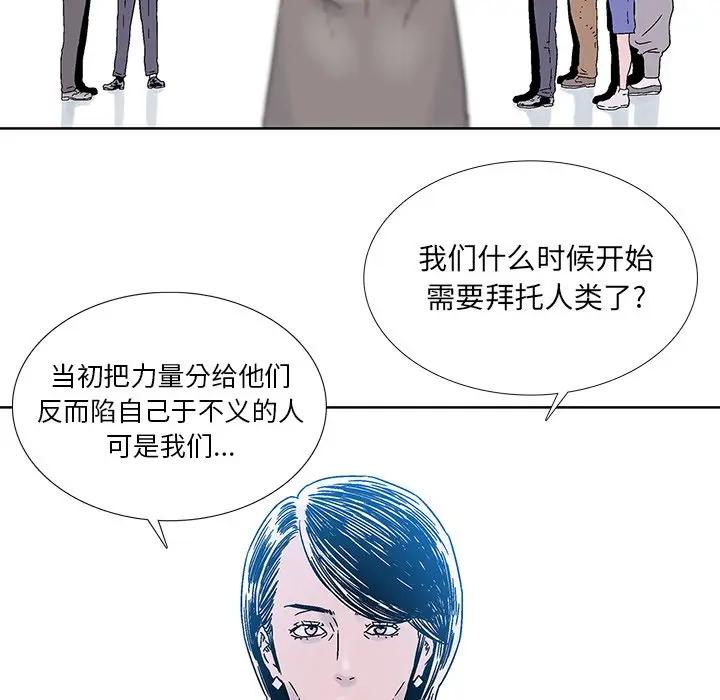 我们什么时候开始
需要拜托人类了?
当初把力量分给他们
反而陷自己于不义的人
可是我们...